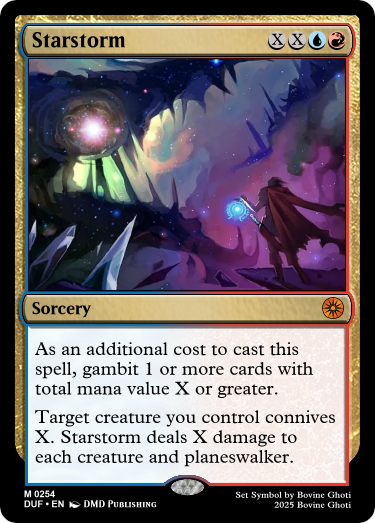 Starstorm
X X
Sorcery
As an additional cost to cast this
spell, gambit 1 or more cards with
total mana value X or greater.
Target creature you control connives
X. Starstorm deals X damage to
each creature and planeswalker.
M 0254
DUF • EN DMD Publishing
Set Symbol by Bovine Ghoti
2025 Bovine Ghoti